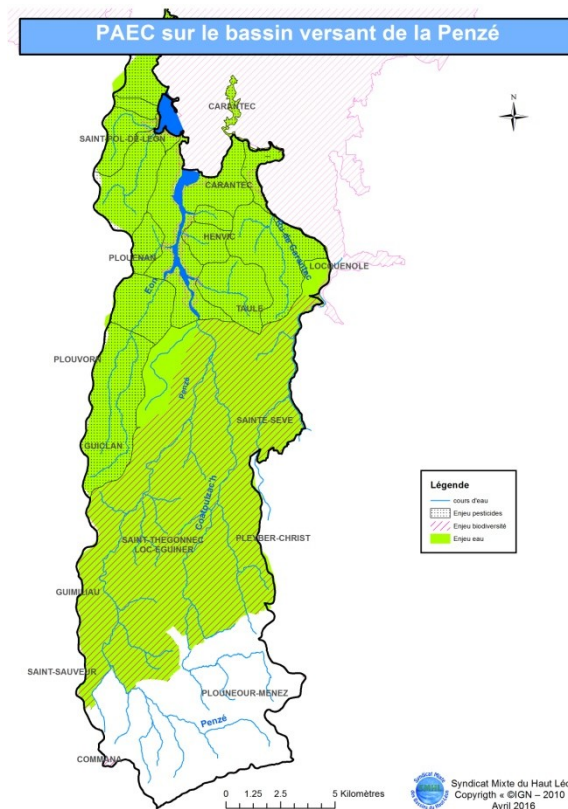 PAEC sur le bassin versant de la Penzé
N
CARANTEC
SAINT-POL-DE-LEON
CARANTEC
HENVIC
PLOUENAN
LOCQUENOLE
Eon
TAULE
PLOUVORN
Penzé
SAINTE-SEVE
GUICLAN
Coatoulzac'h
Légende
cours d'eau
Enjeu pesticides
Enjeu biodiversité
Enjeu eau
SAINT-THEGONNEC
LOC-EGUINER
PLEYBER-CHRIST
GUIMILIAU
SAINT-SAUVEUR
PLOUNEOUR-MENEZ
Penzé
COMMANA
0 1.25 2.5 5 Kilomètres
Syndicat Mixte du Haut Léo
Copyrigth « ©IGN – 2010
Avril 2016